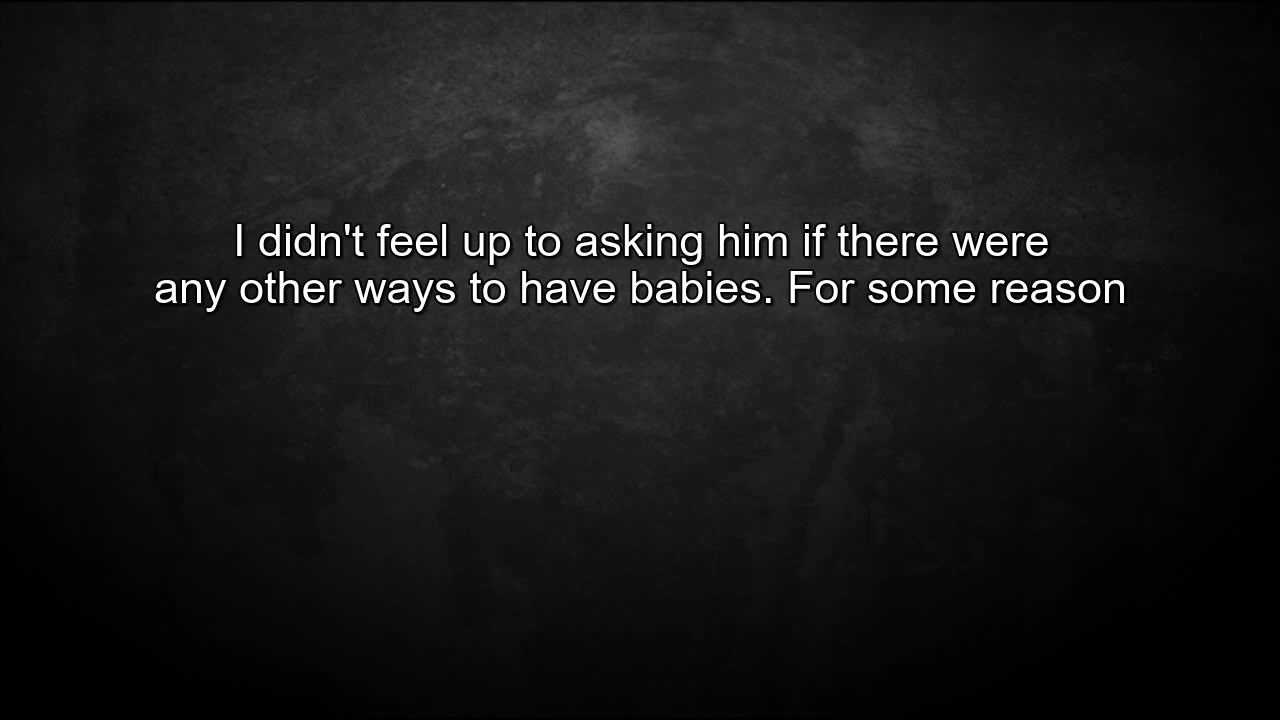 I didn't feel up to asking him if there were
any other ways to have babies. For some reason